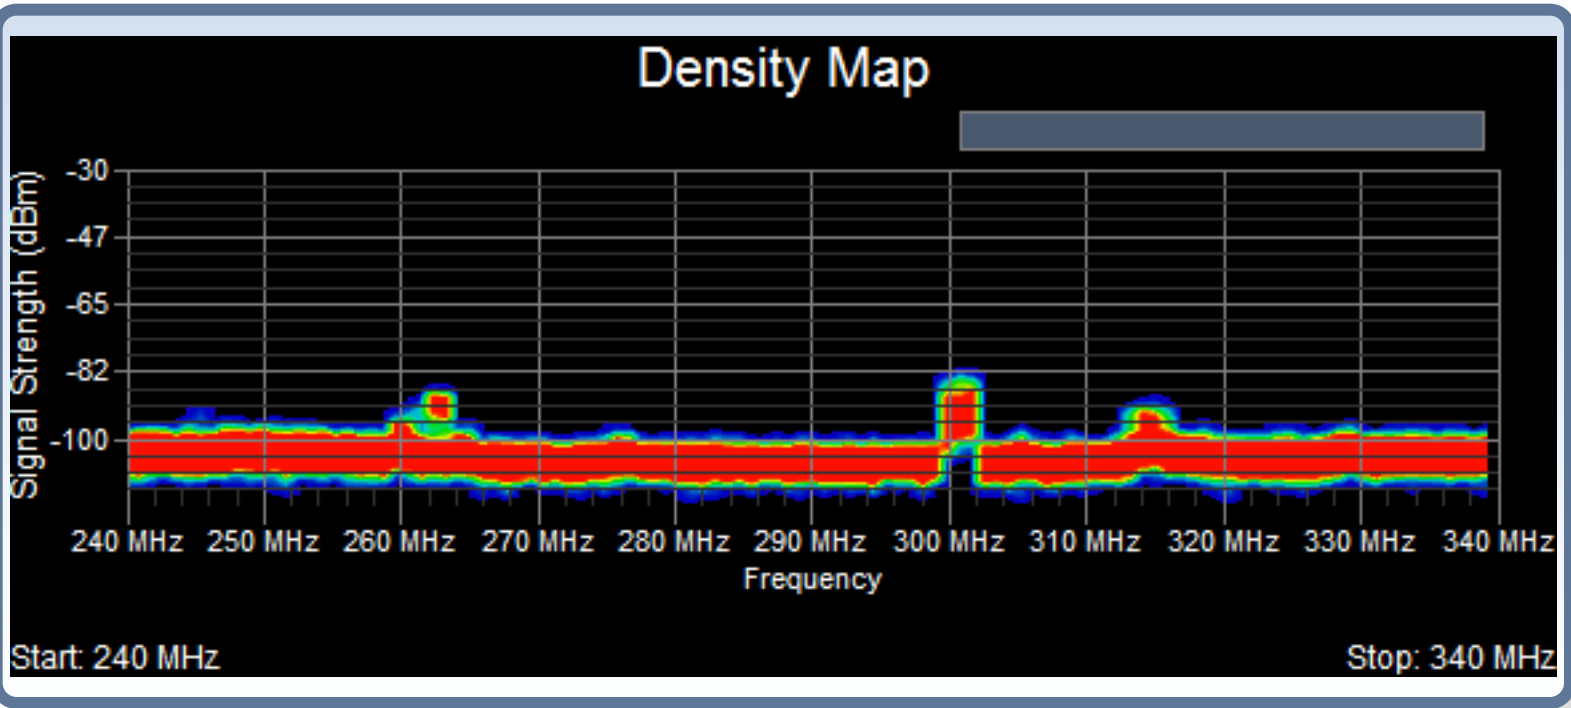 Density Map
Signal Strength (dBm)
-30
-47
-65
-82
-100
240 MHz 250 MHz 260 MHz 270 MHz 280 MHz 290 MHz 300 MHz 310 MHz 320 MHz 330 MHz 340 MHz
Frequency
Start: 240 MHz
Stop: 340 MHz